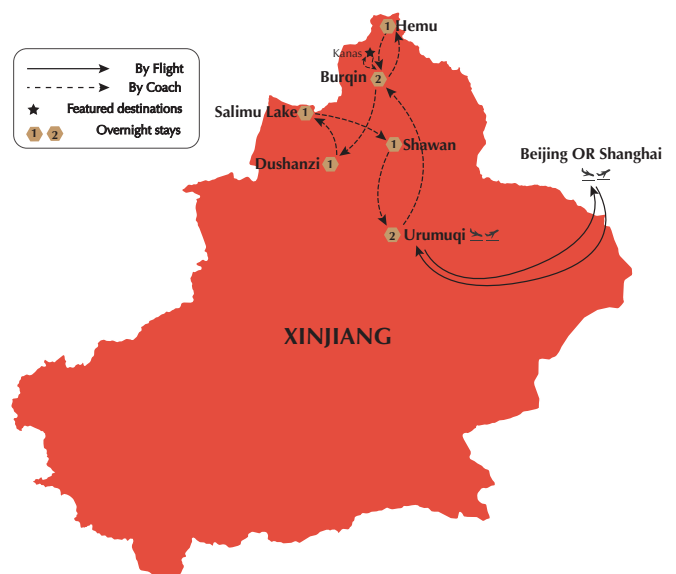 By Flight
By Coach
Featured destinations
1 2 Overnight stays
1 Hemu
Kanas
Burqin 2
Salimu Lake 1
1 Shawan
Dushanzi 1
Beijing OR Shanghai
2 Urumuqi
XINJIANG